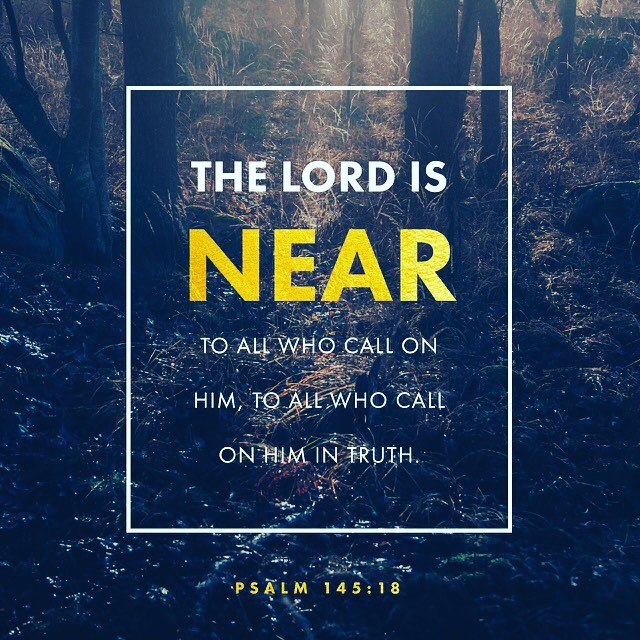 THE LORD IS
NEAR
TO ALL WHO CALL ON
HIM, TO ALL WHO CALL
ON HIM IN TRUTH.
PSALM 145:18